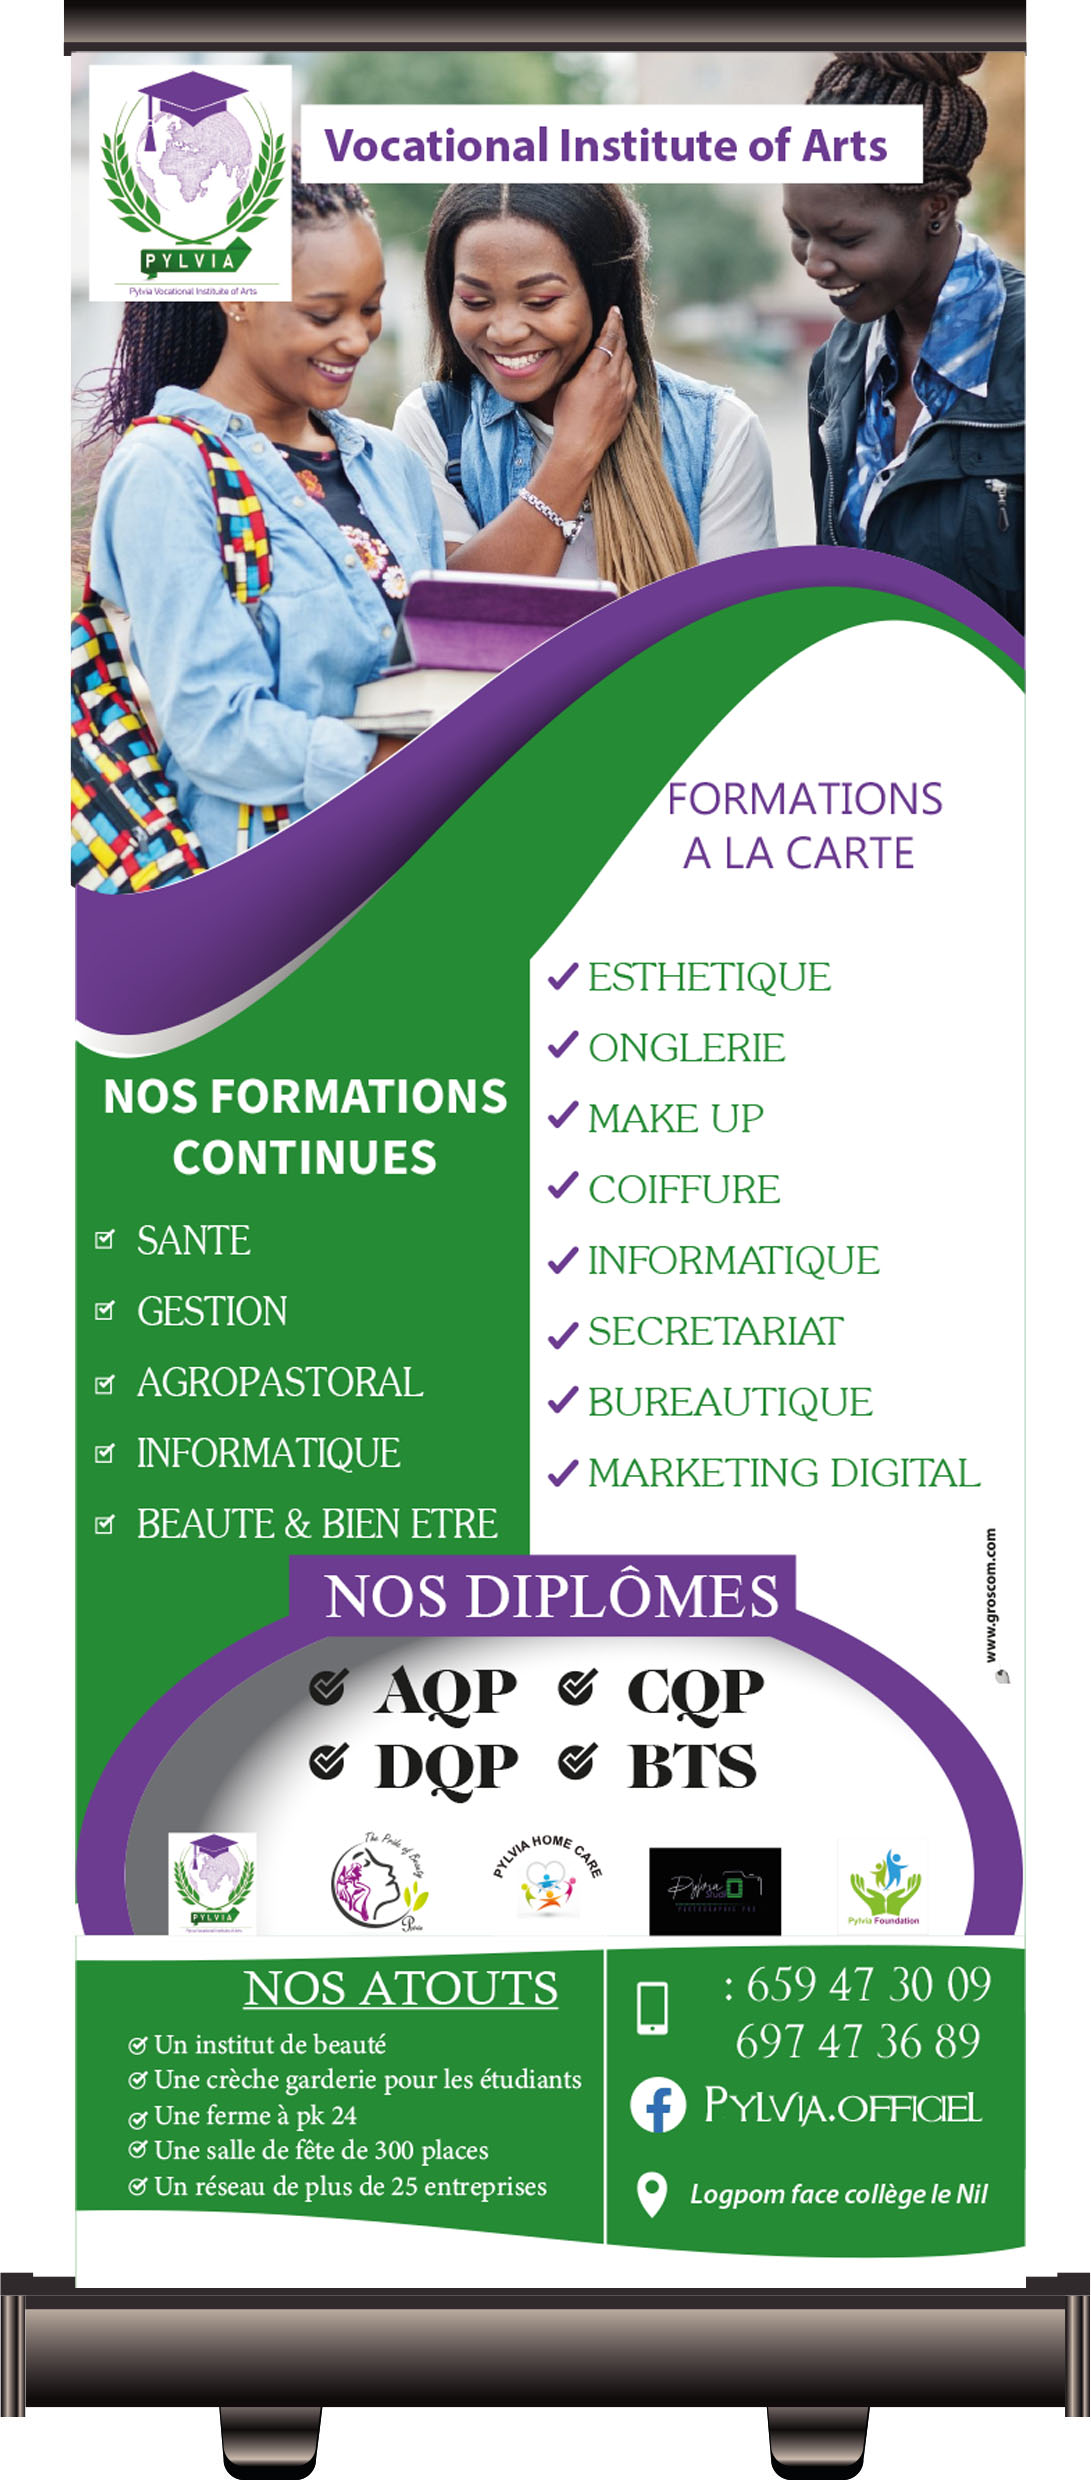 PYLVIA
Pylvia Vocational Instituite of Arts
Vocational Institute of Arts
FORMATIONS
A LA CARTE
ESTHETIQUE
ONGLERIE
MAKE UP
COIFFURE
INFORMATIQUE
SECRETARIAT
BUREAUTIQUE
MARKETING DIGITAL
NOS FORMATIONS
CONTINUES
SANTE
GESTION
AGROPASTORAL
INFORMATIQUE
BEAUTE & BIEN ETRE
www.groscom.com
NOS DIPLÔMES
AQP CQP
DQP BTS
PYLVIA
The Pride of Beauty
Pylvia
PYLVIA HOME CARE
Pylvia
Studio
Pylvia Foundation
NOS ATOUTS
Un institut de beauté
Une crèche garderie pour les étudiants
Une ferme à pk 24
Une salle de fête de 300 places
Un réseau de plus de 25 entreprises
: 659 47 30 09
697 47 36 89
PYLVIA.OFFICIEL
Logpom face collège le Nil